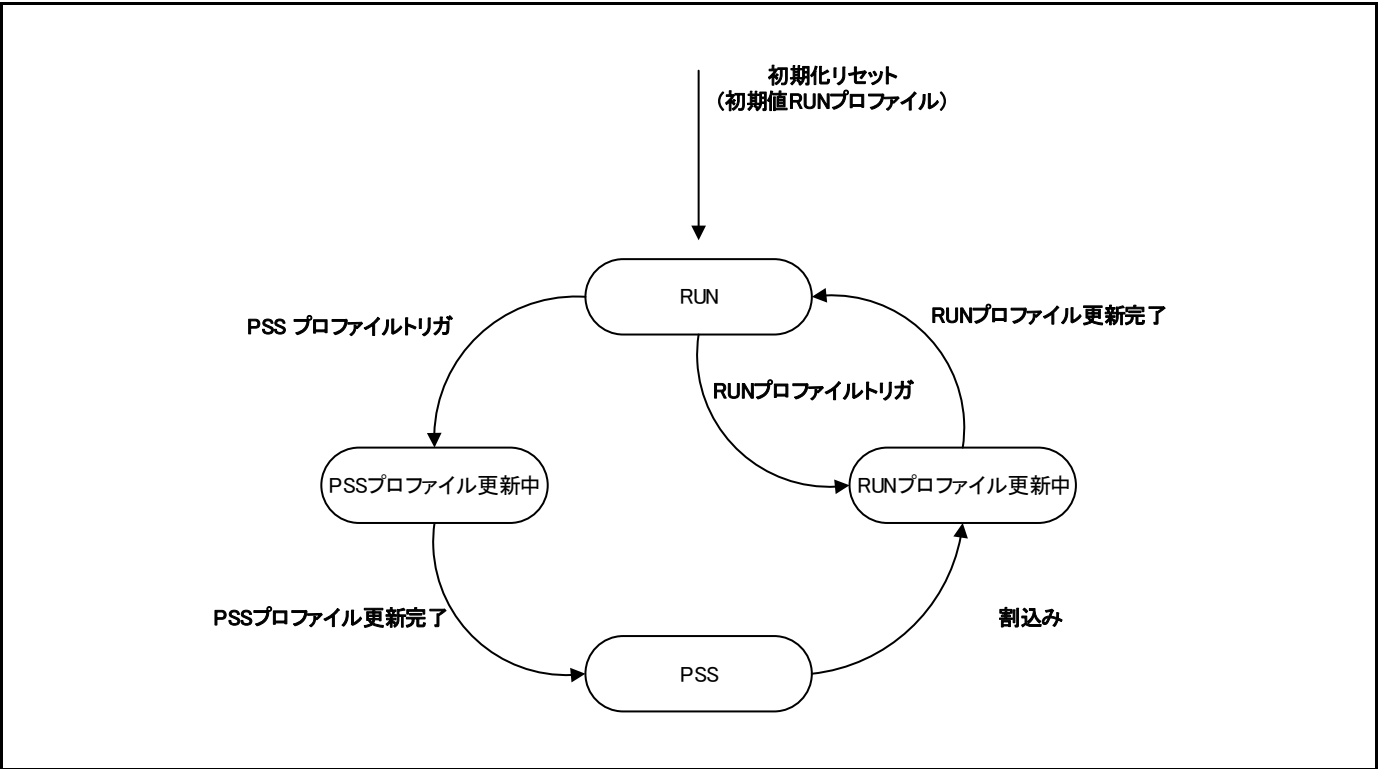 初期化リセット
(初期値RUNプロファイル)
RUN
PSS プロファイルトリガ
RUNプロファイル更新完了
RUNプロファイルトリガ
PSSプロファイル更新中
RUNプロファイル更新中
PSSプロファイル更新完了
割込み
PSS